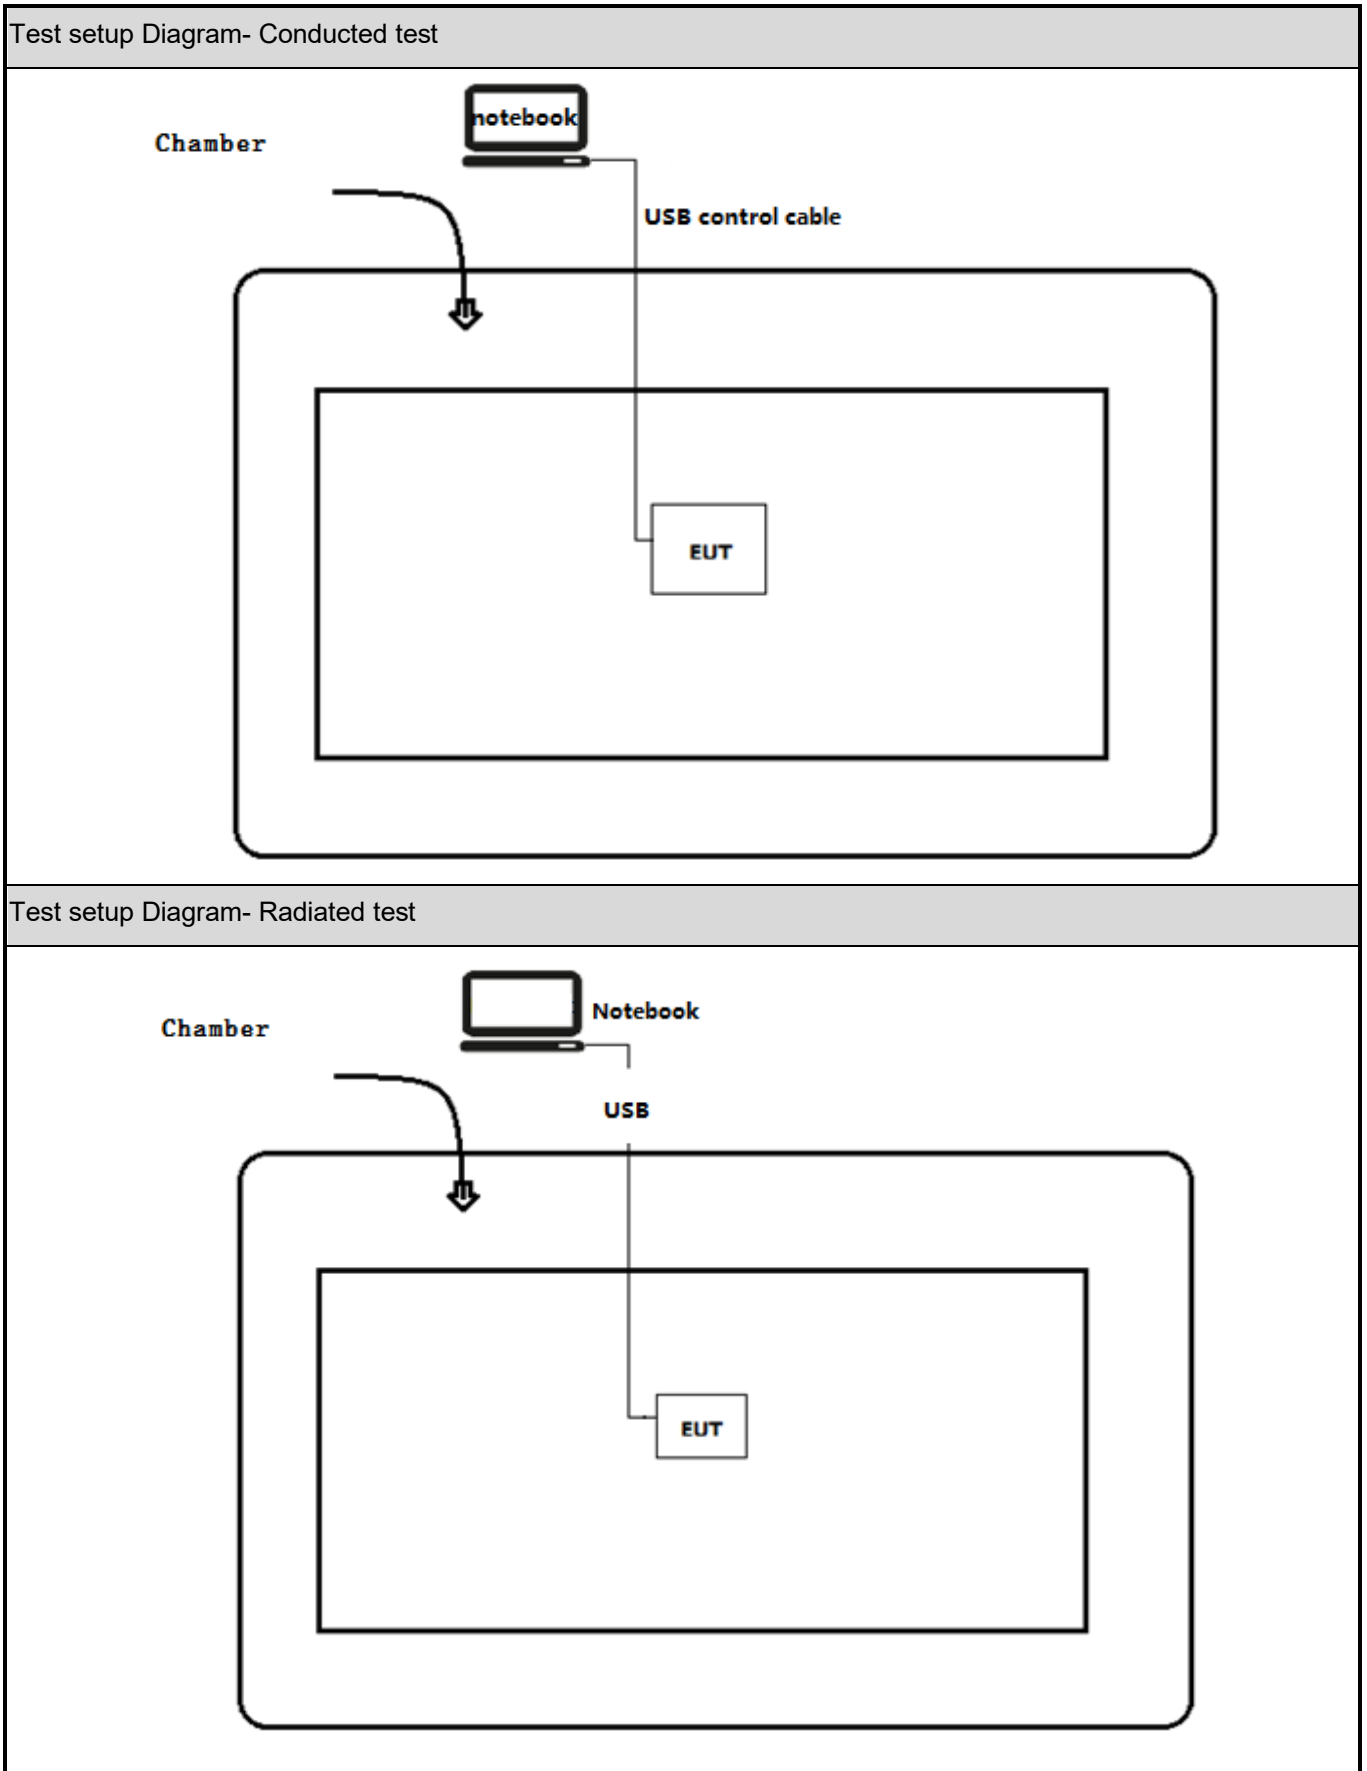 Test setup Diagram- Conducted test
notebook
Chamber
USB control cable
EUT
Test setup Diagram- Radiated test
Notebook
Chamber
USB
EUT